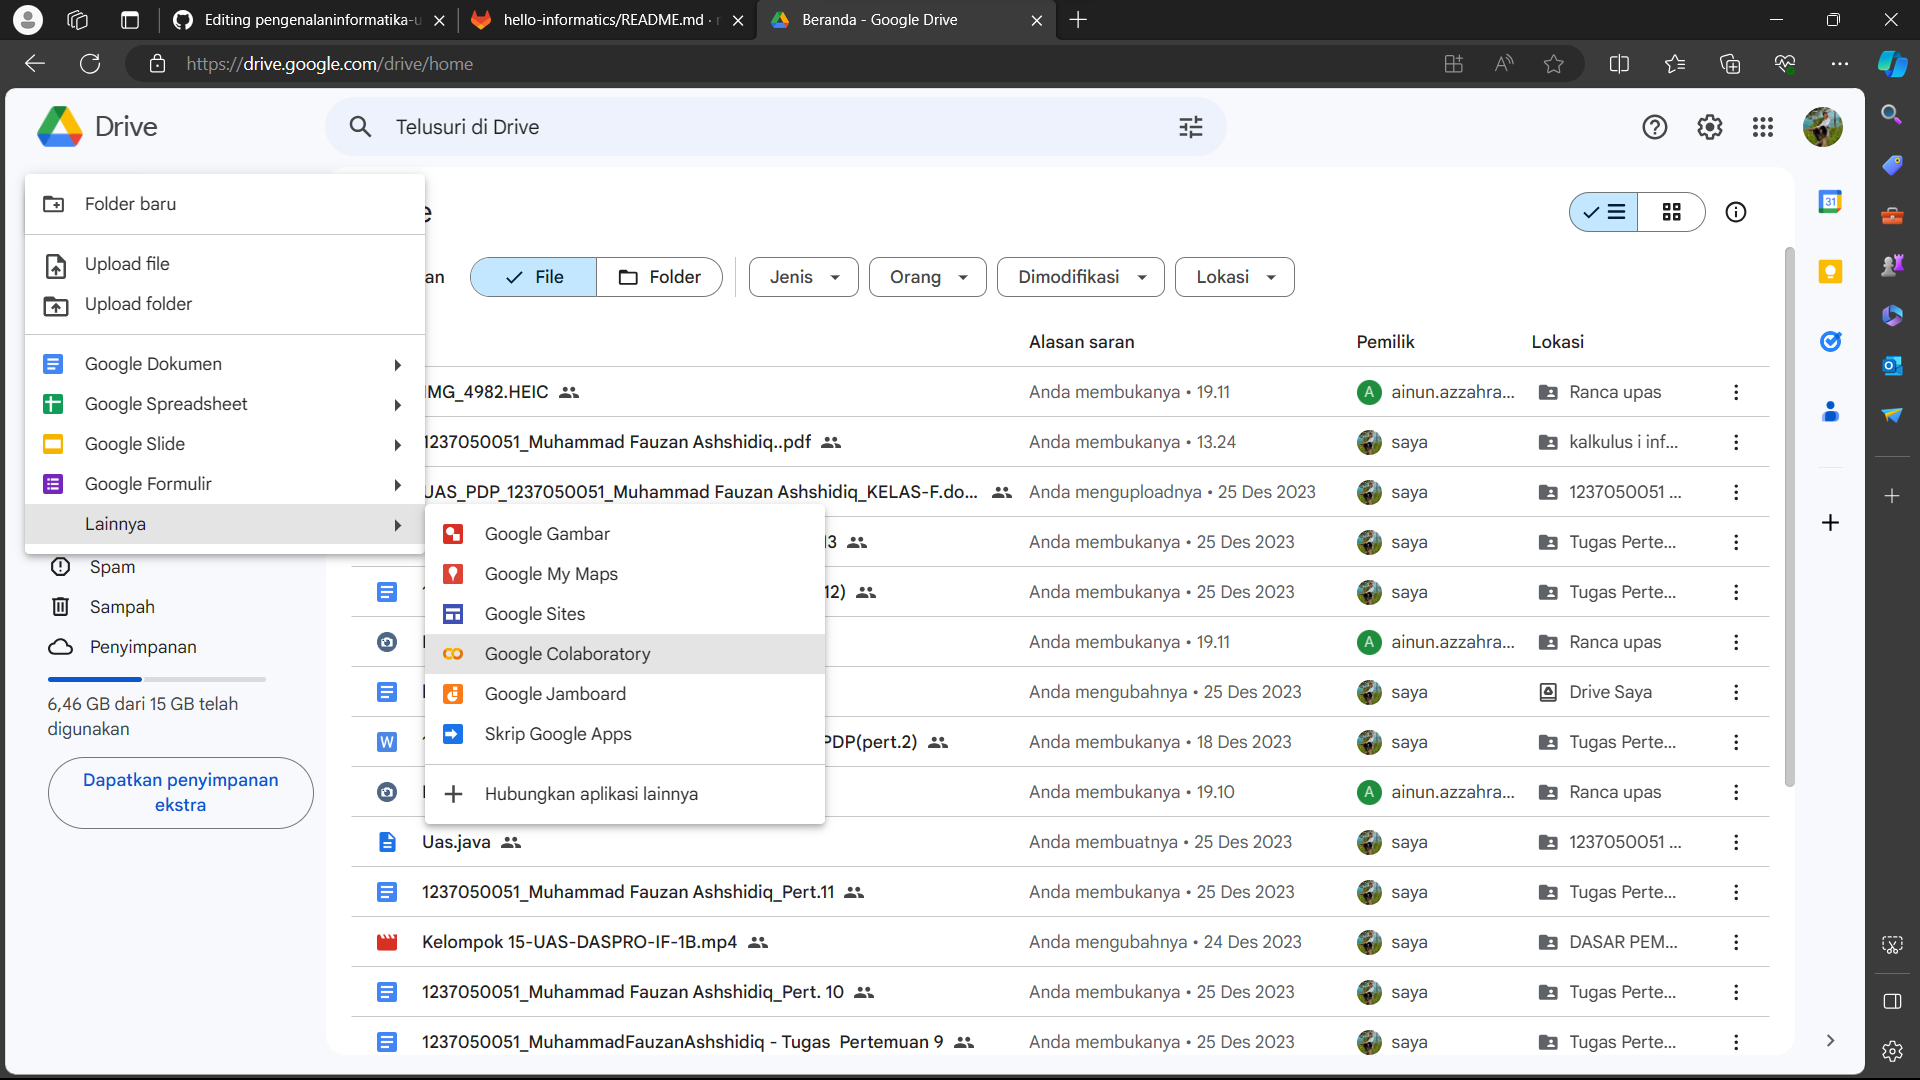 Editing pengenalaninformatika-u
hello-informatics/README.md ·
Beranda - Google Drive
https://drive.google.com/drive/home
Drive
Telusuri di Drive
Folder baru
Upload file
Upload folder
Google Dokumen
Google Spreadsheet
Google Slide
Google Formulir
Lainnya
Google Gambar
Google My Maps
Google Sites
Google Colaboratory
Google Jamboard
Skrip Google Apps
Hubungkan aplikasi lainnya
Spam
Sampah
Penyimpanan
6,46 GB dari 15 GB telah
digunakan
Dapatkan penyimpanan
ekstra
e
an
File
Folder
Jenis
Orang
Dimodifikasi
Lokasi
31
Alasan saran
Pemilik
Lokasi
IMG_4982.HEIC
Anda membukanya • 19.11
A
ainun.azzahra...
Ranca upas
1237050051_Muhammad Fauzan Ashshidiq..pdf
Anda membukanya • 13.24
saya
kalkulus i inf...
UAS_PDP_1237050051_Muhammad Fauzan Ashshidiq_KELAS-F.do...
Anda menguploadnya • 25 Des 2023
saya
1237050051 ...
13
Anda membukanya • 25 Des 2023
saya
Tugas Perte...
12)
Anda membukanya • 25 Des 2023
saya
Tugas Perte...
Anda membukanya • 19.11
A
ainun.azzahra...
Ranca upas
Anda mengubahnya • 25 Des 2023
saya
Drive Saya
W
PDP(pert.2)
Anda membukanya • 18 Des 2023
saya
Tugas Perte...
Anda membukanya • 19.10
A
ainun.azzahra...
Ranca upas
Uas.java
Anda membuatnya • 25 Des 2023
saya
1237050051 ...
1237050051_Muhammad Fauzan Ashshidiq_Pert.11
Anda membukanya • 25 Des 2023
saya
Tugas Perte...
Kelompok 15-UAS-DASPRO-IF-1B.mp4
Anda mengubahnya • 24 Des 2023
saya
DASAR PEM...
1237050051_Muhammad Fauzan Ashshidiq_Pert. 10
Anda membukanya • 25 Des 2023
saya
Tugas Perte...
1237050051_MuhammadFauzanAshshidiq - Tugas Pertemuan 9
Anda membukanya • 25 Des 2023
saya
Tugas Perte...